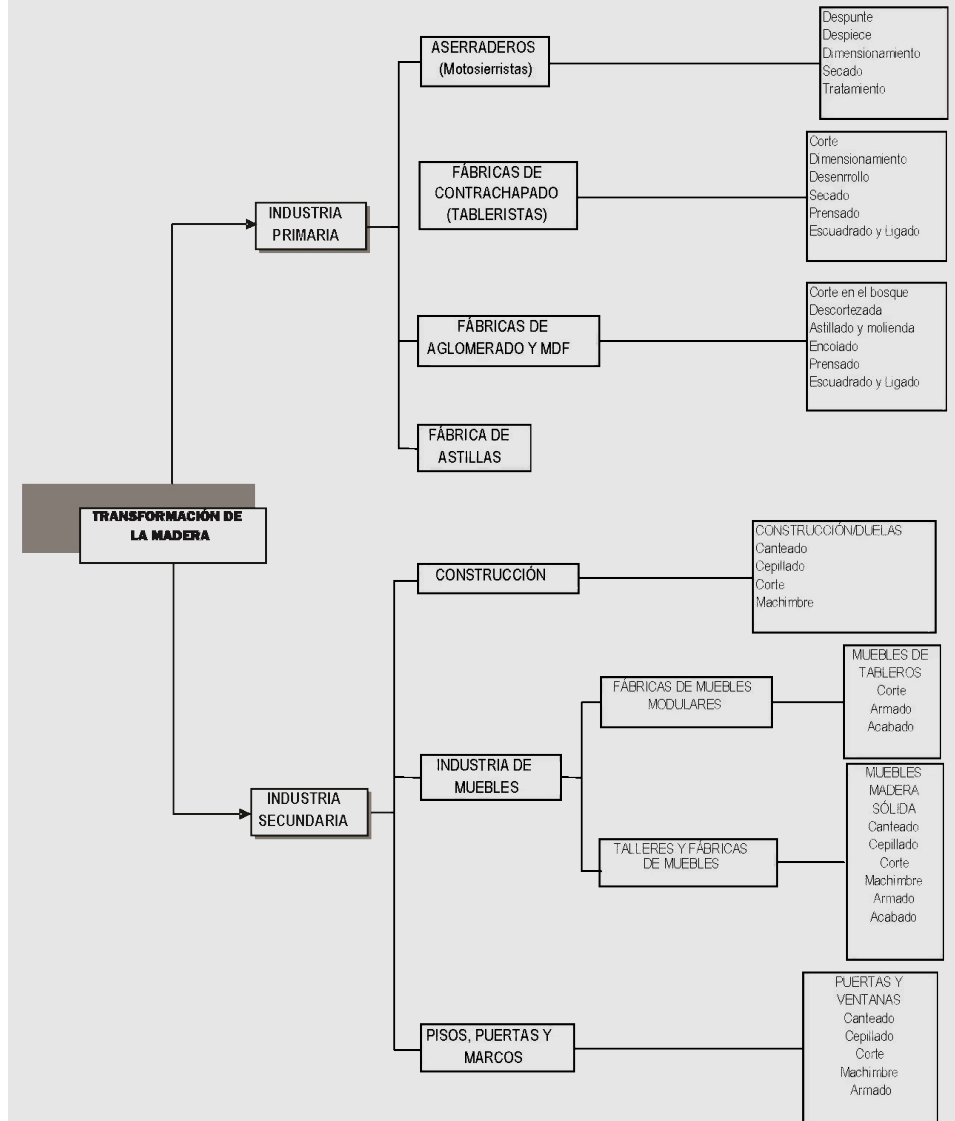 TRANSFORMACIÓN DE
LA MADERA
INDUSTRIA
PRIMARIA
ASERRADEROS
(Motosierristas)
Despunte
Despiece
Dimensionamiento
Secado
Tratamiento
FÁBRICAS DE
CONTRACHAPADO
(TABLERISTAS)
Corte
Dimensionamiento
Desenrrollo
Secado
Prensado
Escuadrado y Ligado
FÁBRICAS DE
AGLOMERADO Y MDF
Corte en el bosque
Descortezada
Astillado y molienda
Encolado
Prensado
Escuadrado y Ligado
FÁBRICA DE
ASTILLAS
INDUSTRIA
SECUNDARIA
CONSTRUCCIÓN
CONSTRUCCIÓN/DUELAS
Canteado
Cepillado
Corte
Machimbre
INDUSTRIA DE
MUEBLES
FÁBRICAS DE MUEBLES
MODULARES
MUEBLES DE
TABLEROS
Corte
Armado
Acabado
TALLERES Y FÁBRICAS
DE MUEBLES
MUEBLES
MADERA
SÓLIDA
Canteado
Cepillado
Corte
Machimbre
Armado
Acabado
PISOS, PUERTAS Y
MARCOS
PUERTAS Y
VENTANAS
Canteado
Cepillado
Corte
Machimbre
Armado